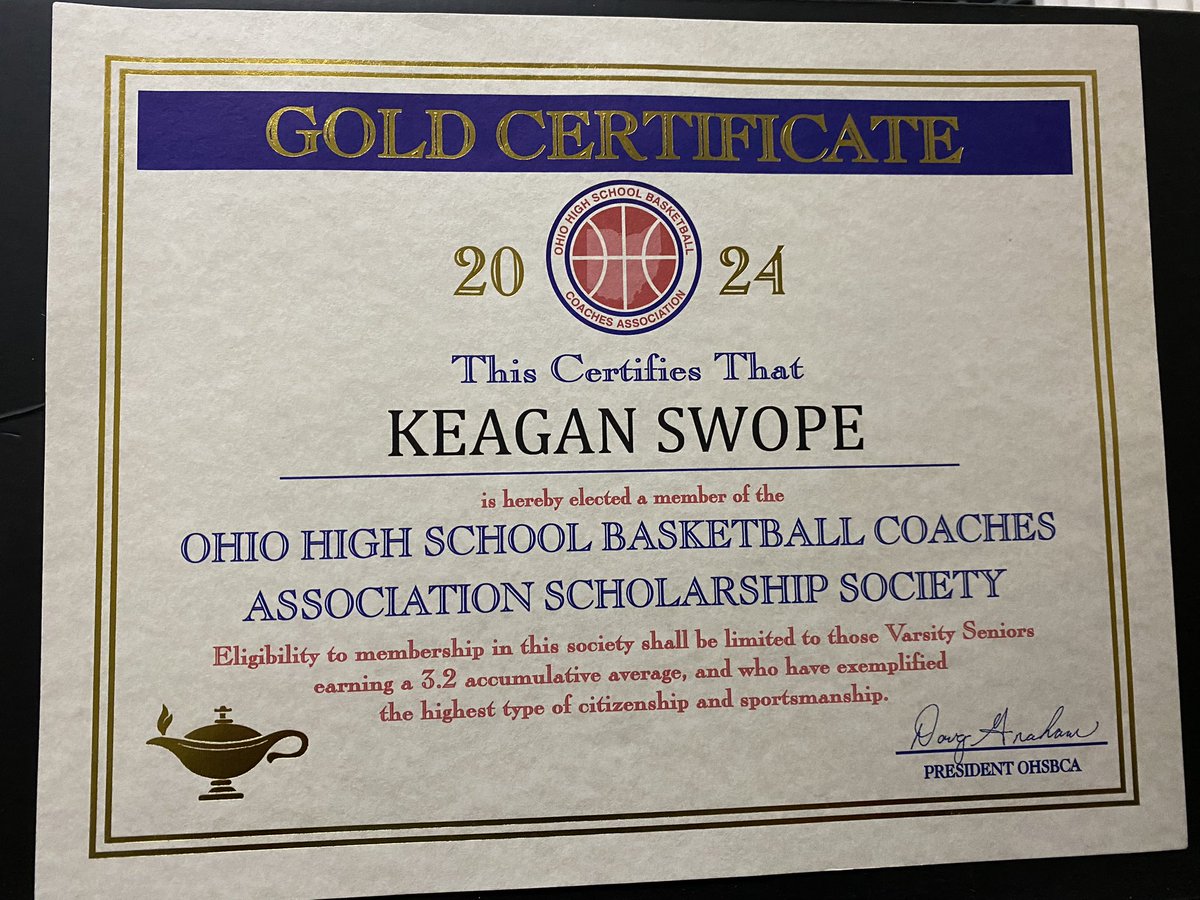 GOLD CERTIFICATE
OHIO HIGH SCHOOL BASKETBALL
COACHES ASSOCIATION
20 24
This Certifies That
KEAGAN SWOPE
is hereby elected a member of the
OHIO HIGH SCHOOL BASKETBALL COACHES
ASSOCIATION SCHOLARSHIP SOCIETY
Eligibility to membership in this society shall be limited to those Varsity Seniors
earning a 3.2 accumulative average, and who have exemplified
the highest type of citizenship and sportsmanship.
Doug Graham
PRESIDENT OHSBCA